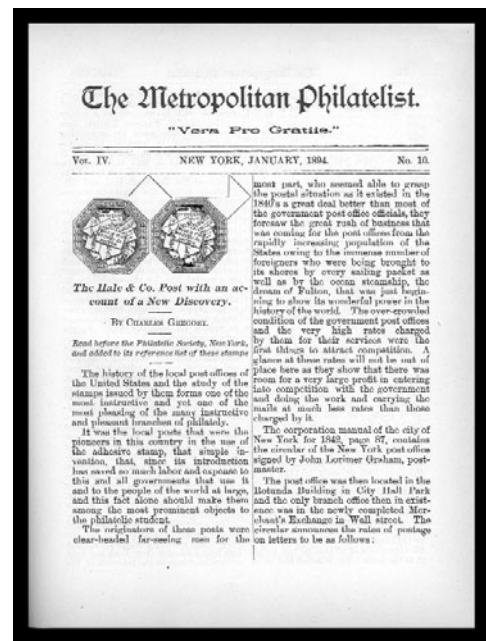 The Metropolitan Philatelist.
"Vera Pro Gratiis."
Vol. IV. NEW YORK, JANUARY, 1894. No. 10.
The Hale & Co. Post with an ac-
count of a New Discovery.
By Charles Gregory.
Read before the Philatelic Society, New York,
and added to its reference list of these stamps
The history of the local post offices of
the United States and the study of the
stamps issued by them forms one of the
most instructive and yet one of the
most pleasing of the many instructive
and pleasant branches of philately.
It was the local posts that were the
pioneers in this country in the use of
the adhesive stamp, that simple in-
vention, that, since its introduction
has saved so much labor and expense to
this and all governments that use it
and to the people of the world at large,
and this fact alone should make them
among the most prominent objects to
the philatelic student.
The originators of these posts were
clear-headed far-seeing men for the
most part, who seemed able to grasp
the postal situation as it existed in the
1840's a great deal better than most of
the government post office officials, they
foresaw the great rush of business that
was coming for the post offices from the
rapidly increasing population of the
States owing to the immense number of
foreigners who were being brought to
its shores by every sailing packet as
well as by the ocean steamship, the
dream of Fulton, that was just begin-
ning to show its wonderful power in the
history of the world. The over-crowded
condition of the government post offices
and the very high rates charged
by them for their services were the
first things to attract competition. A
glance at these rates will not be out of
place here as they show that there was
room for a very large profit in entering
into competition with the government
and doing the work and carrying the
mails at much less rates than those
charged by it.
The corporation manual of the city of
New York for 1842, page 87, contains
the circular of the New York post office
signed by John Lorimer Graham, post-
master.
The post office was then located in the
Rotunda Building in City Hall Park
and the only branch office then in exist-
ence was in the newly completed Mer-
chant's Exchange in Wall street. The
circular announces the rates of postage
on letters to be as follows: